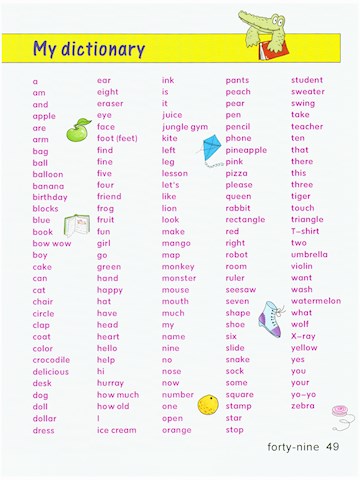 My dictionary
a
am
and
apple
are
arm
bag
ball
balloon
banana
birthday
blocks
blue
book
bow wow
boy
cake
can
cat
chair
circle
clap
coat
color
crocodile
delicious
desk
dog
doll
dollar
dress
ear
eight
eraser
eye
face
foot (feet)
find
fine
five
four
friend
frog
fruit
fun
girl
go
green
hand
happy
hat
have
head
heart
hello
help
hi
hurray
how much
how old
I
ice cream
ink
is
it
juice
jungle gym
kite
left
leg
lesson
let's
like
lion
look
make
mango
map
monkey
monster
mouse
mouth
much
my
name
nine
no
nose
now
number
one
open
orange
pants
peach
pear
pen
pencil
phone
pineapple
pink
pizza
please
queen
rabbit
rectangle
red
right
robot
room
ruler
seesaw
seven
shape
shoe
six
slide
snake
sock
some
square
stamp
star
stop
student
sweater
swing
take
teacher
ten
that
there
this
three
tiger
touch
triangle
T-shirt
two
umbrella
violin
want
wash
watermelon
what
wolf
X-ray
yellow
yes
you
your
yo-yo
zebra
forty-nine 49